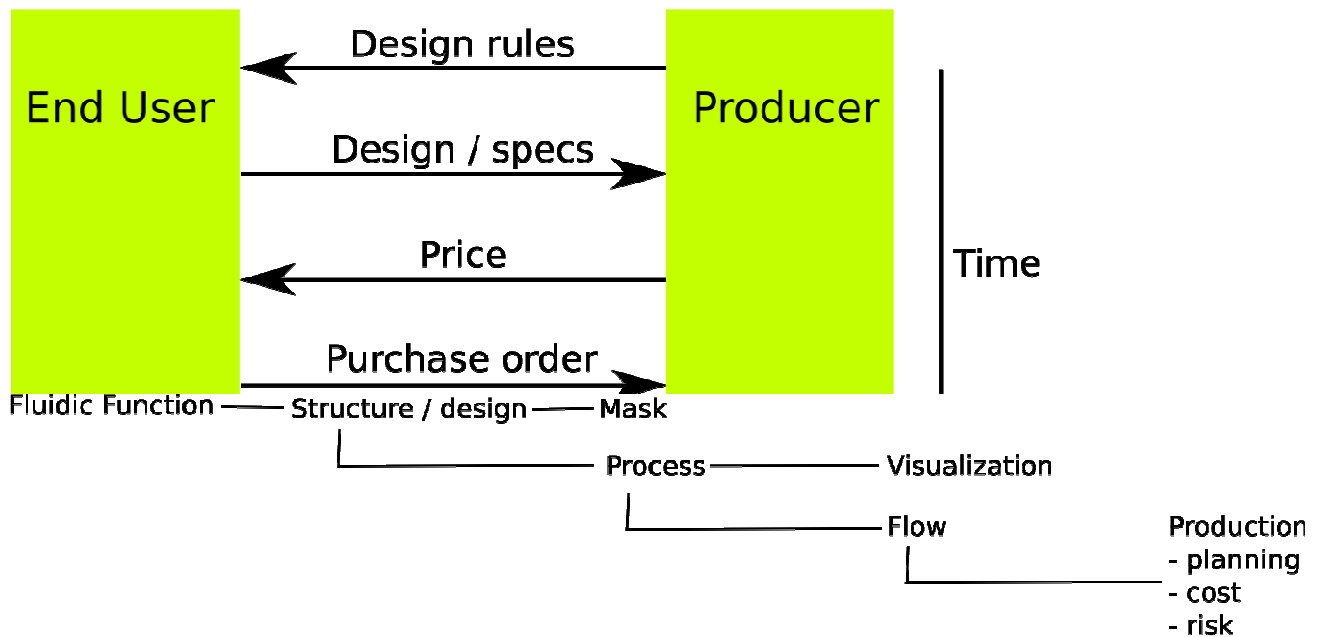 Design rules
End User
Producer
Design / specs
Price
Time
Purchase order
Fluidic Function
Structure / design
Mask
Process
Visualization
Flow
Production
- planning
- cost
- risk